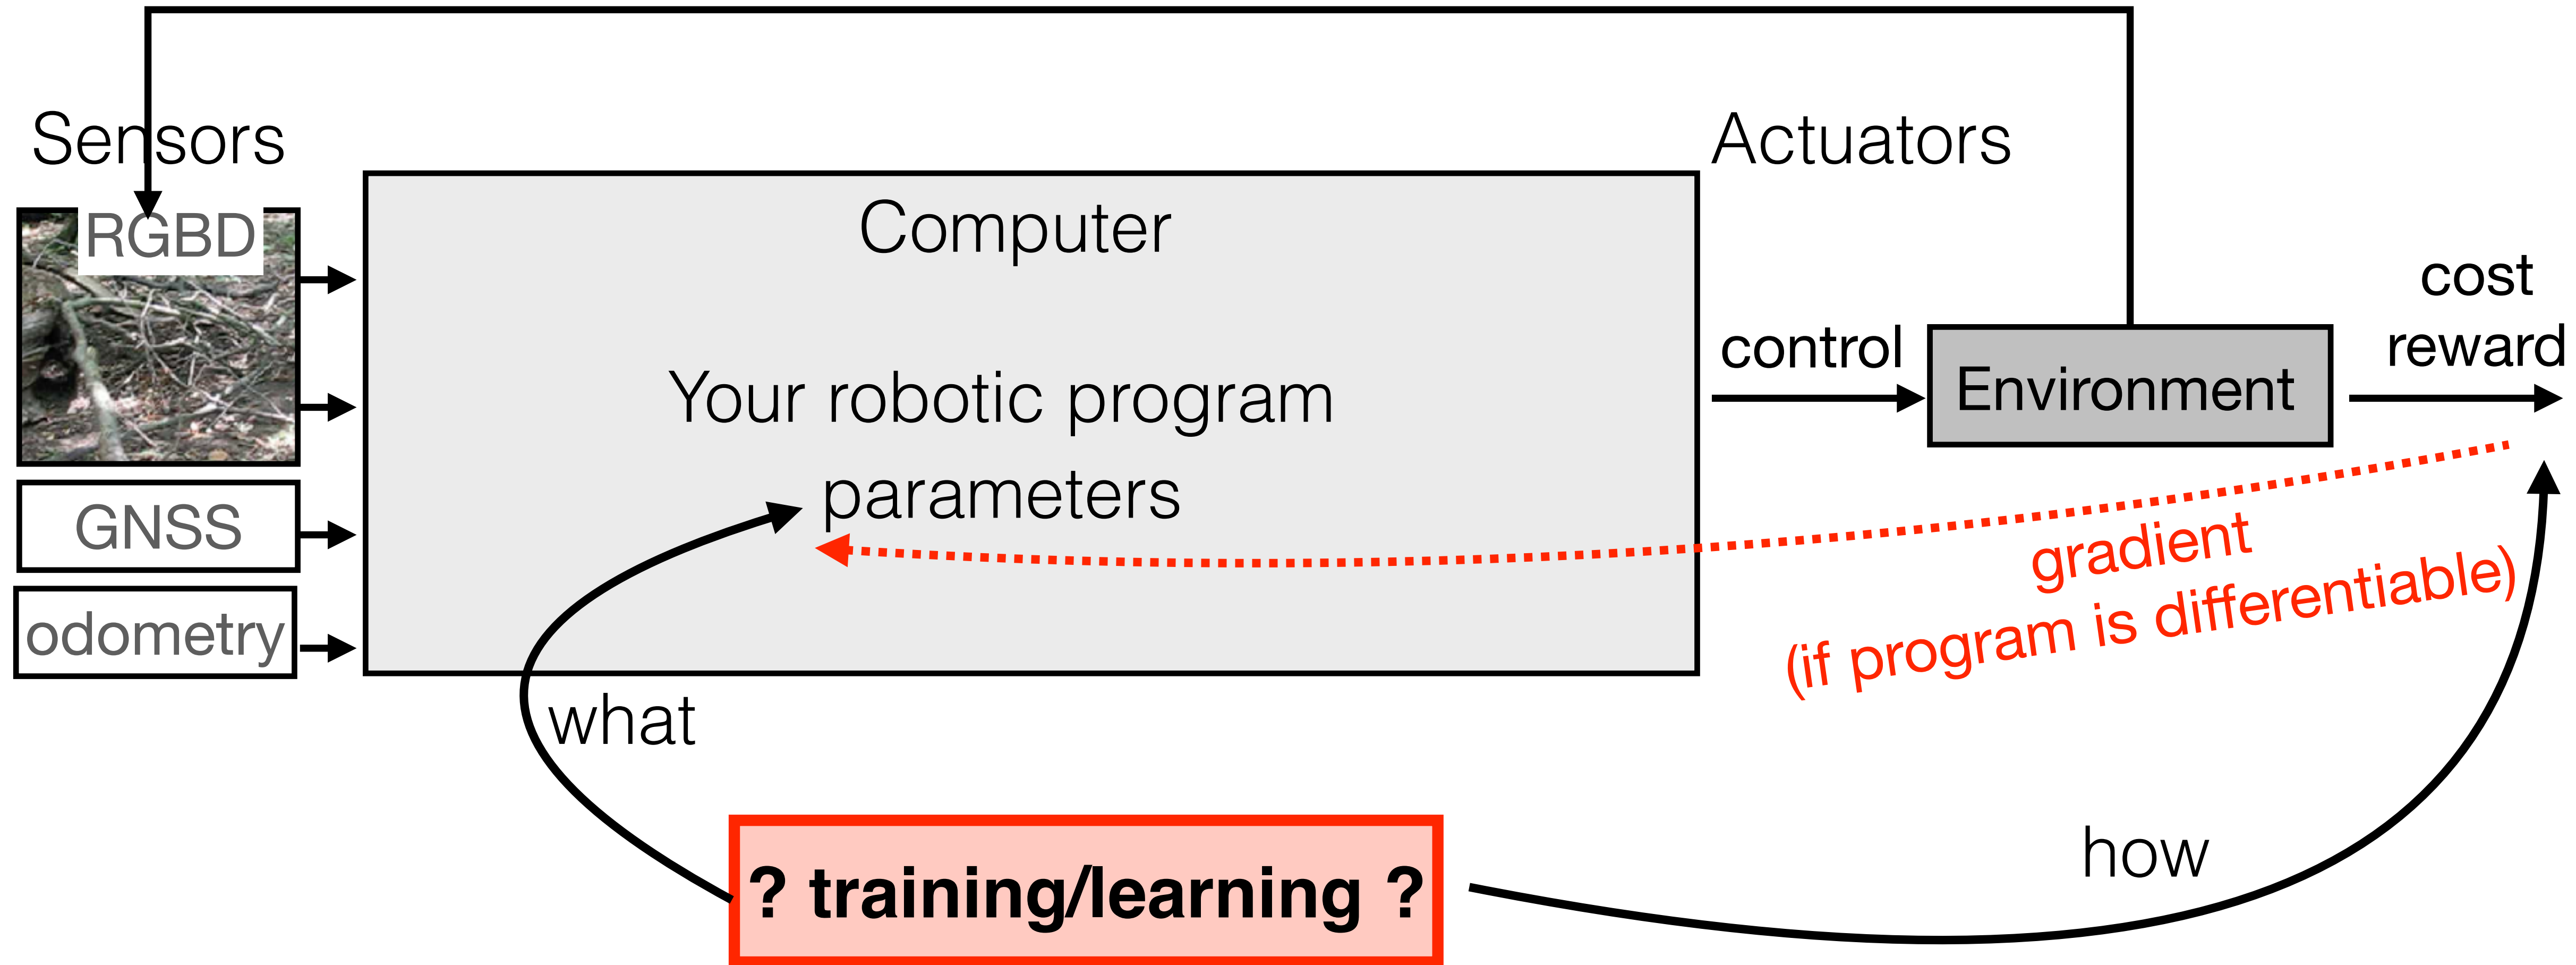 Sensors
Actuators
RGBD
Computer
cost
reward
control
Environment
Your robotic program
parameters
GNSS
gradient
(if program is differentiable)
odometry
what
how
? training/learning ?